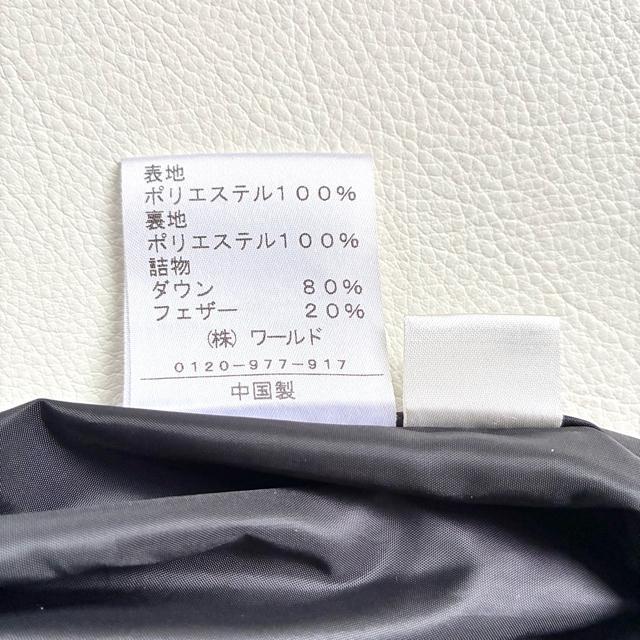 表地
ポリエステル１００％
裏地
ポリエステル１００％
詰物
ダウン　８０％
フェザー　２０％
（株）ワールド
０１２０−９７７−９１７
中国製